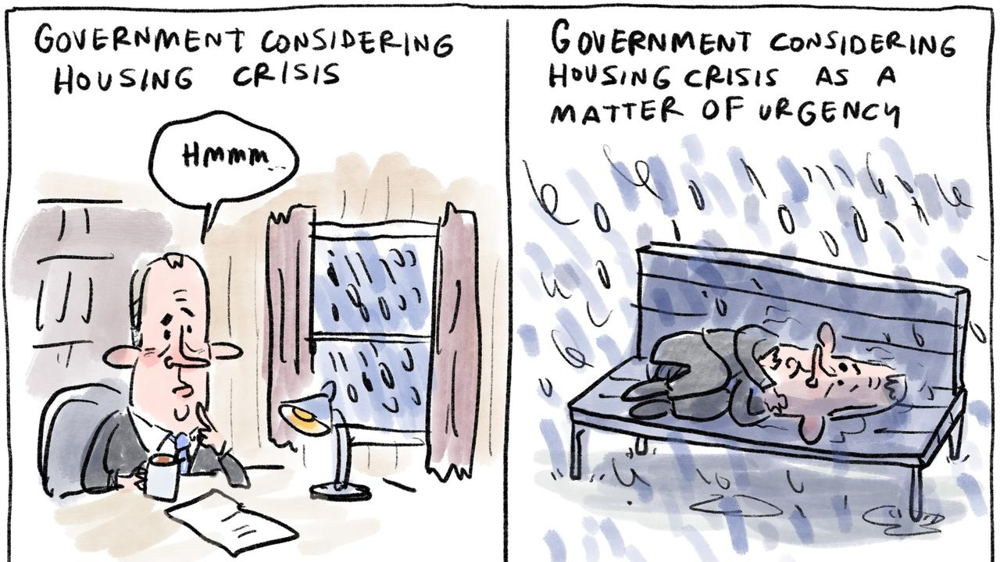 GOVERNMENT CONSIDERING
HOUSING CRISIS
Hmmm...
GOVERNMENT CONSIDERING
HOUSING CRISIS AS A
MATTER OF URGENCY